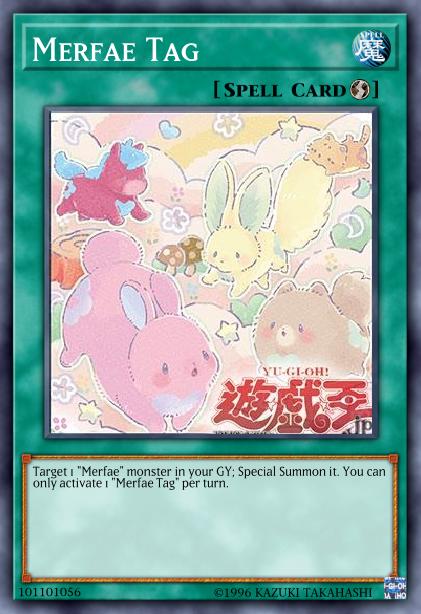 Merfae Tag
SPELL
魔
[Spell Card]
YU-GI-OH!
遊戯王
.jp
Target 1 "Merfae" monster in your GY; Special Summon it. You can
only activate 1 "Merfae Tag" per turn.
101101056
©1996 KAZUKI TAKAHASHI